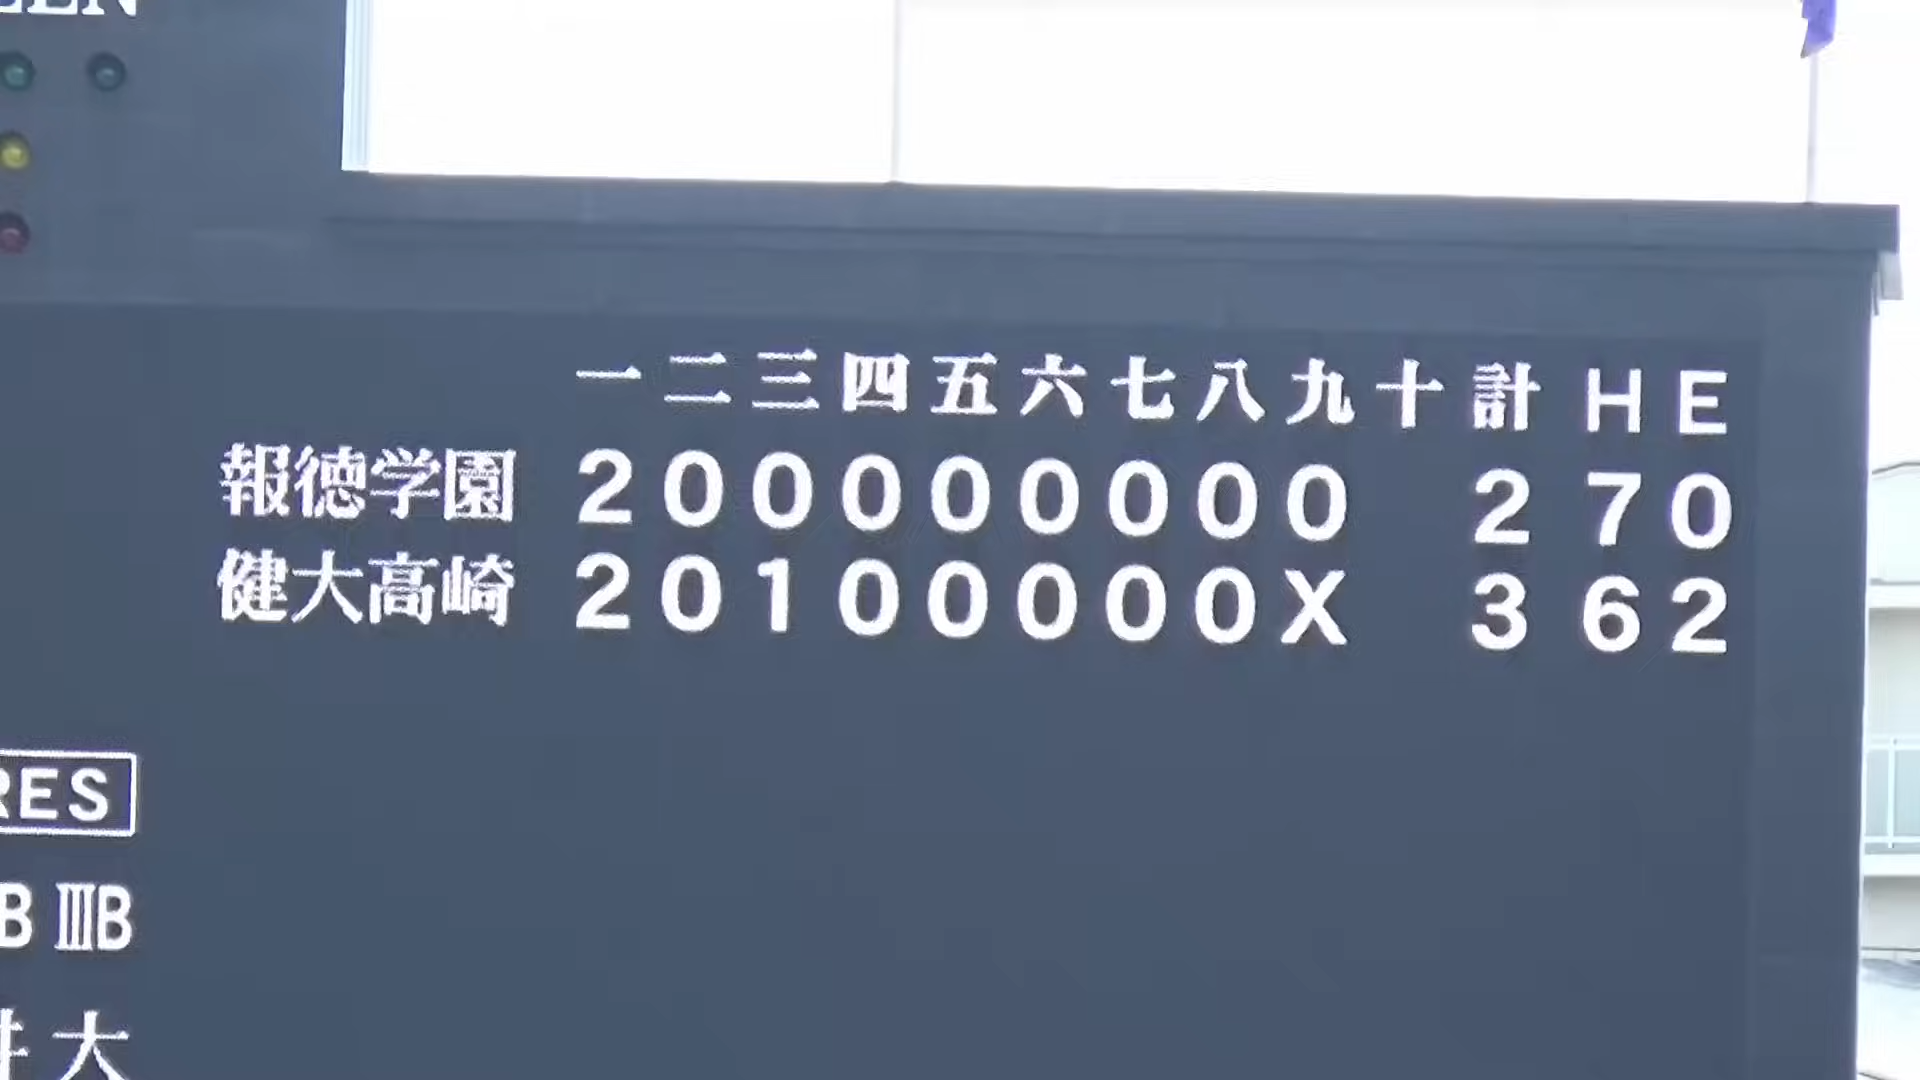 一 二 三 四 五 六 七 八 九 十 計 H E
報徳学園 2 0 0 0 0 0 0 0 0 2 7 0
健大高崎 2 0 1 0 0 0 0 0 X 3 6 2
RES
B ⅢB
井 大